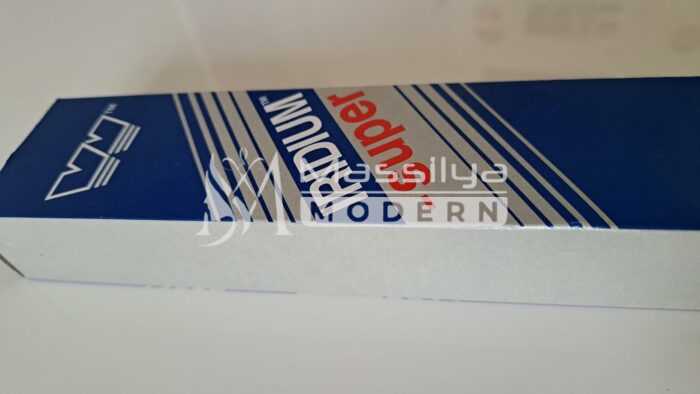 IRIDIUM™
super
Massilya
MODERN